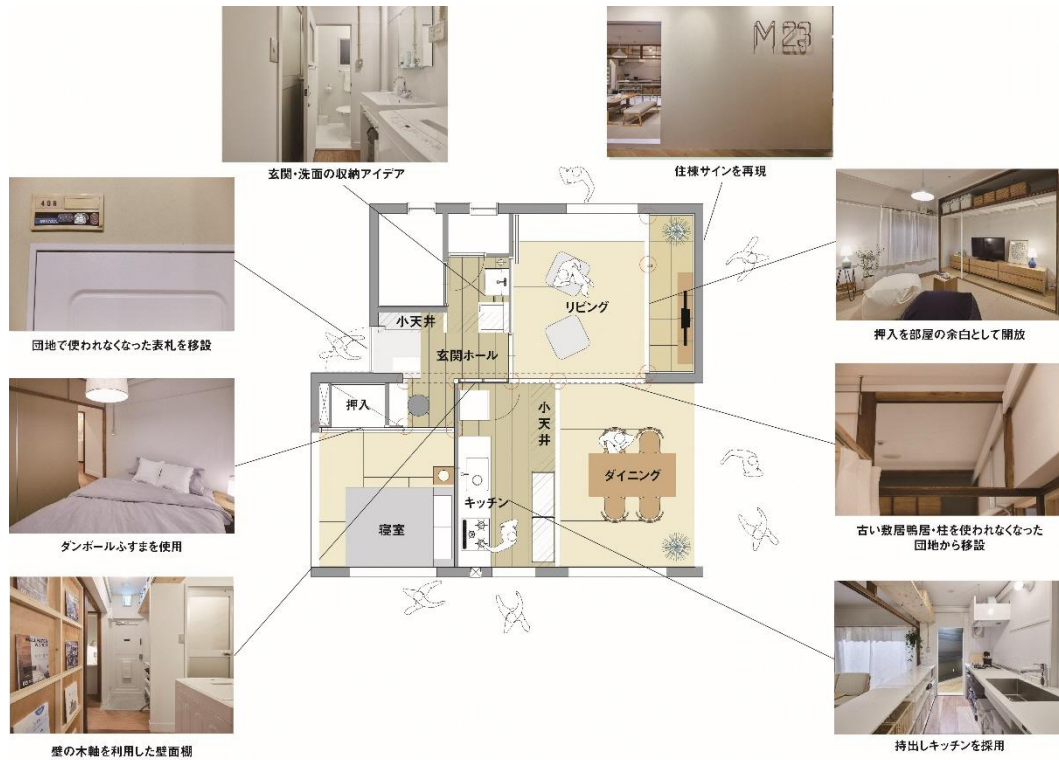 M 23
玄関・洗面の収納アイデア
住棟サインを再現
408
団地で使われなくなった表札を移設
押入を部屋の余白として開放
リビング
小天井
玄関ホール
押入
小天井
ダイニング
キッチン
寝室
ダンボールふすまを使用
古い敷居鴨居・柱を使われなくなった
団地から移設
壁の木軸を利用した壁面棚
持出しキッチンを採用